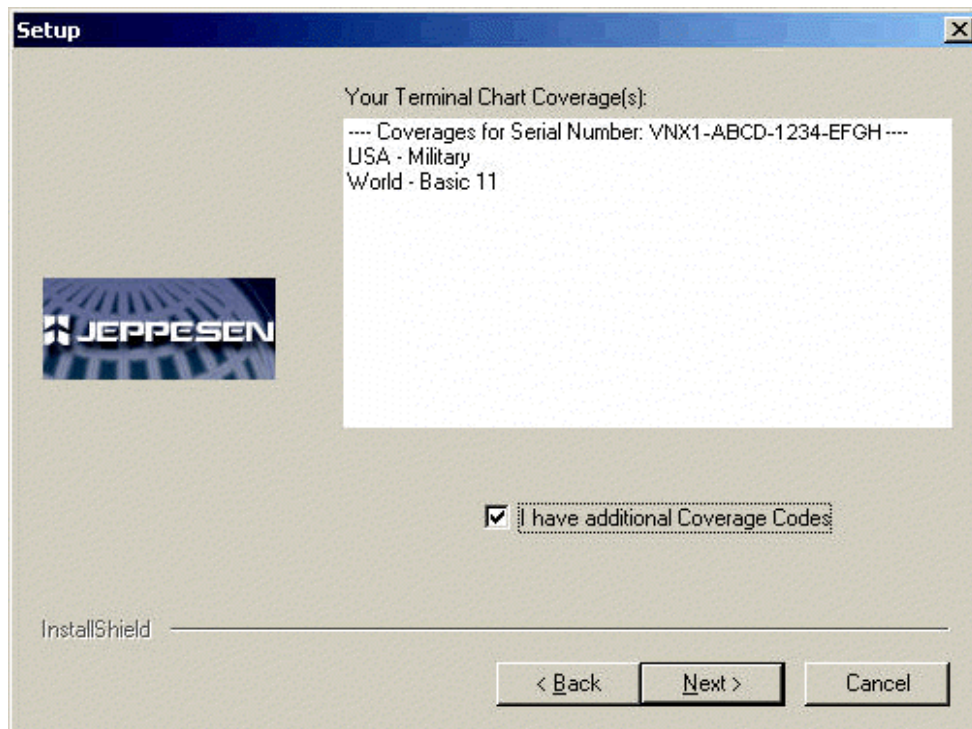 Setup
Your Terminal Chart Coverage(s):
---- Coverages for Serial Number: VNX1-ABCD-1234-EFGH ----
USA - Military
World - Basic 11
JEPPESEN
I have additional Coverage Codes
InstallShield
< Back
Next >
Cancel